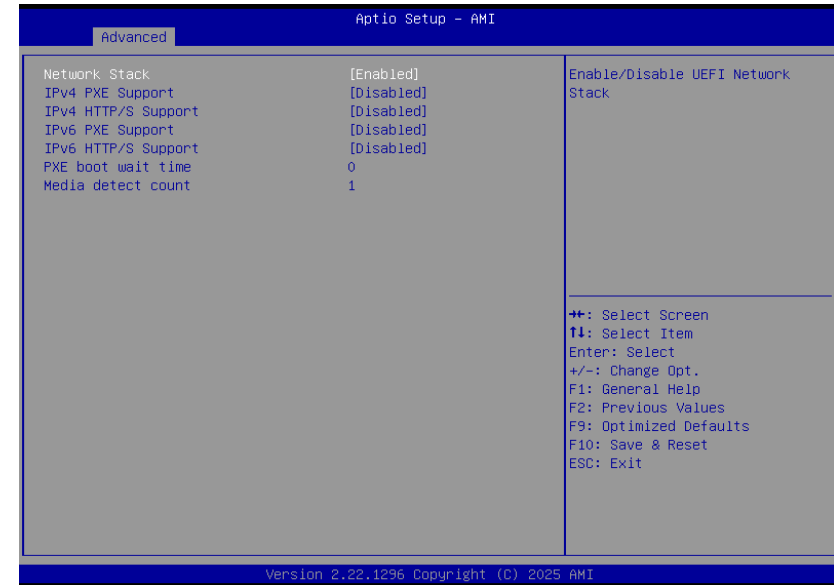 Aptio Setup – AMI
Advanced
Network Stack [Enabled]
IPv4 PXE Support [Disabled]
IPv4 HTTP/S Support [Disabled]
IPv6 PXE Support [Disabled]
IPv6 HTTP/S Support [Disabled]
PXE boot wait time 0
Media detect count 1
Enable/Disable UEFI Network
Stack
→←: Select Screen
↑↓: Select Item
Enter: Select
+/-: Change Opt.
F1: General Help
F2: Previous Values
F9: Optimized Defaults
F10: Save & Reset
ESC: Exit
Version 2.22.1296 Copyright (C) 2025 AMI